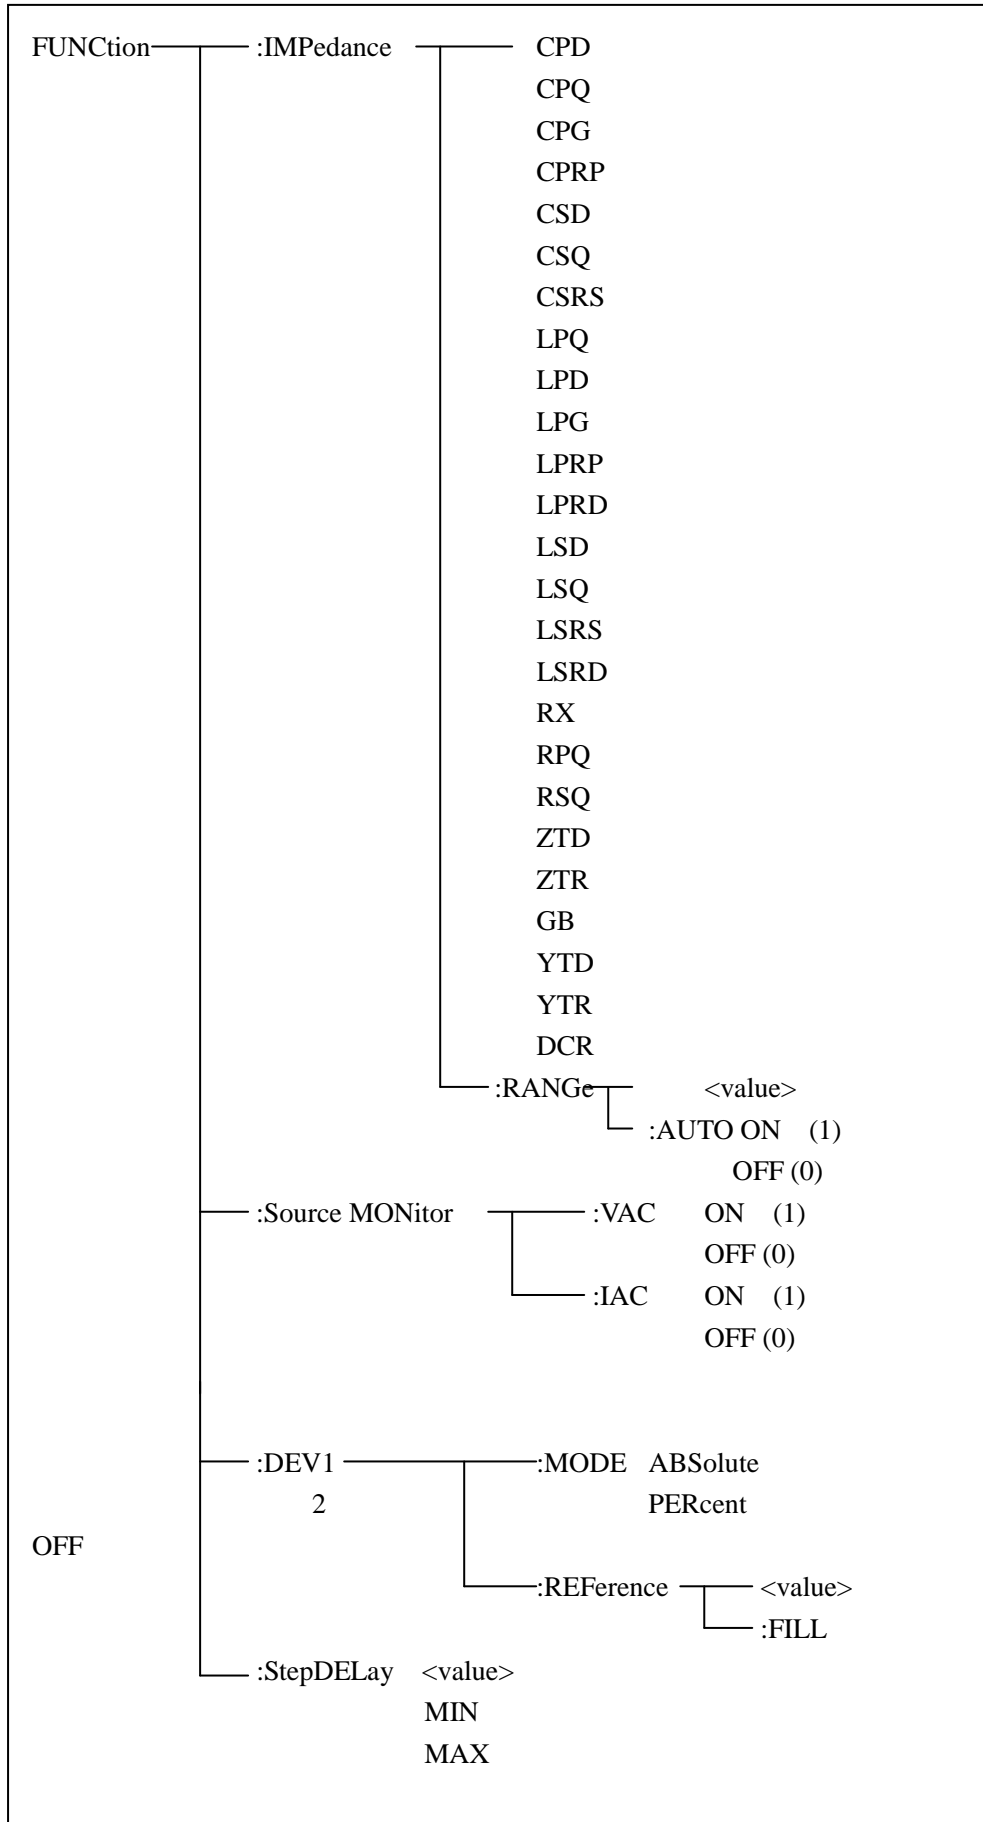 FUNCtion :IMPedance CPD
CPQ
CPG
CPRP
CSD
CSQ
CSRS
LPQ
LPD
LPG
LPRP
LPRD
LSD
LSQ
LSRS
LSRD
RX
RPQ
RSQ
ZTD
ZTR
GB
YTD
YTR
DCR
:RANGe <value>
:AUTO ON (1)
OFF (0)
:Source MONitor :VAC ON (1)
OFF (0)
:IAC ON (1)
OFF (0)
:DEV1 :MODE ABSolute
2 PERcent
OFF
:REFerence <value>
:FILL
:StepDELay <value>
MIN
MAX